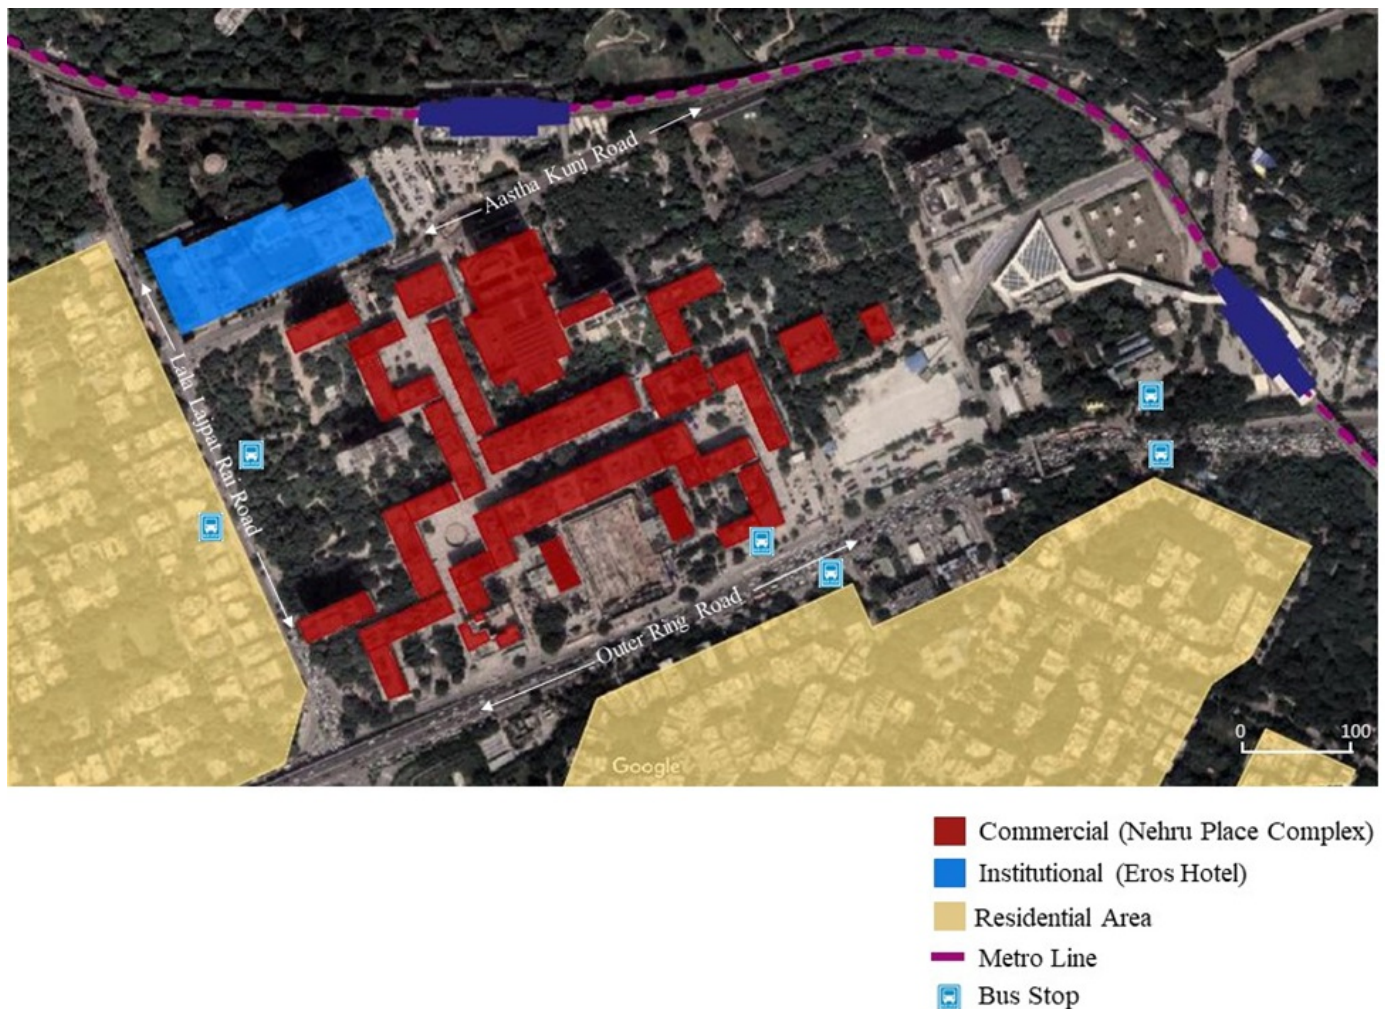 Aastha Kunj Road
Lala Lajpat Rai Road
Outer Ring Road
Google
0 100
Commercial (Nehru Place Complex)
Institutional (Eros Hotel)
Residential Area
Metro Line
Bus Stop